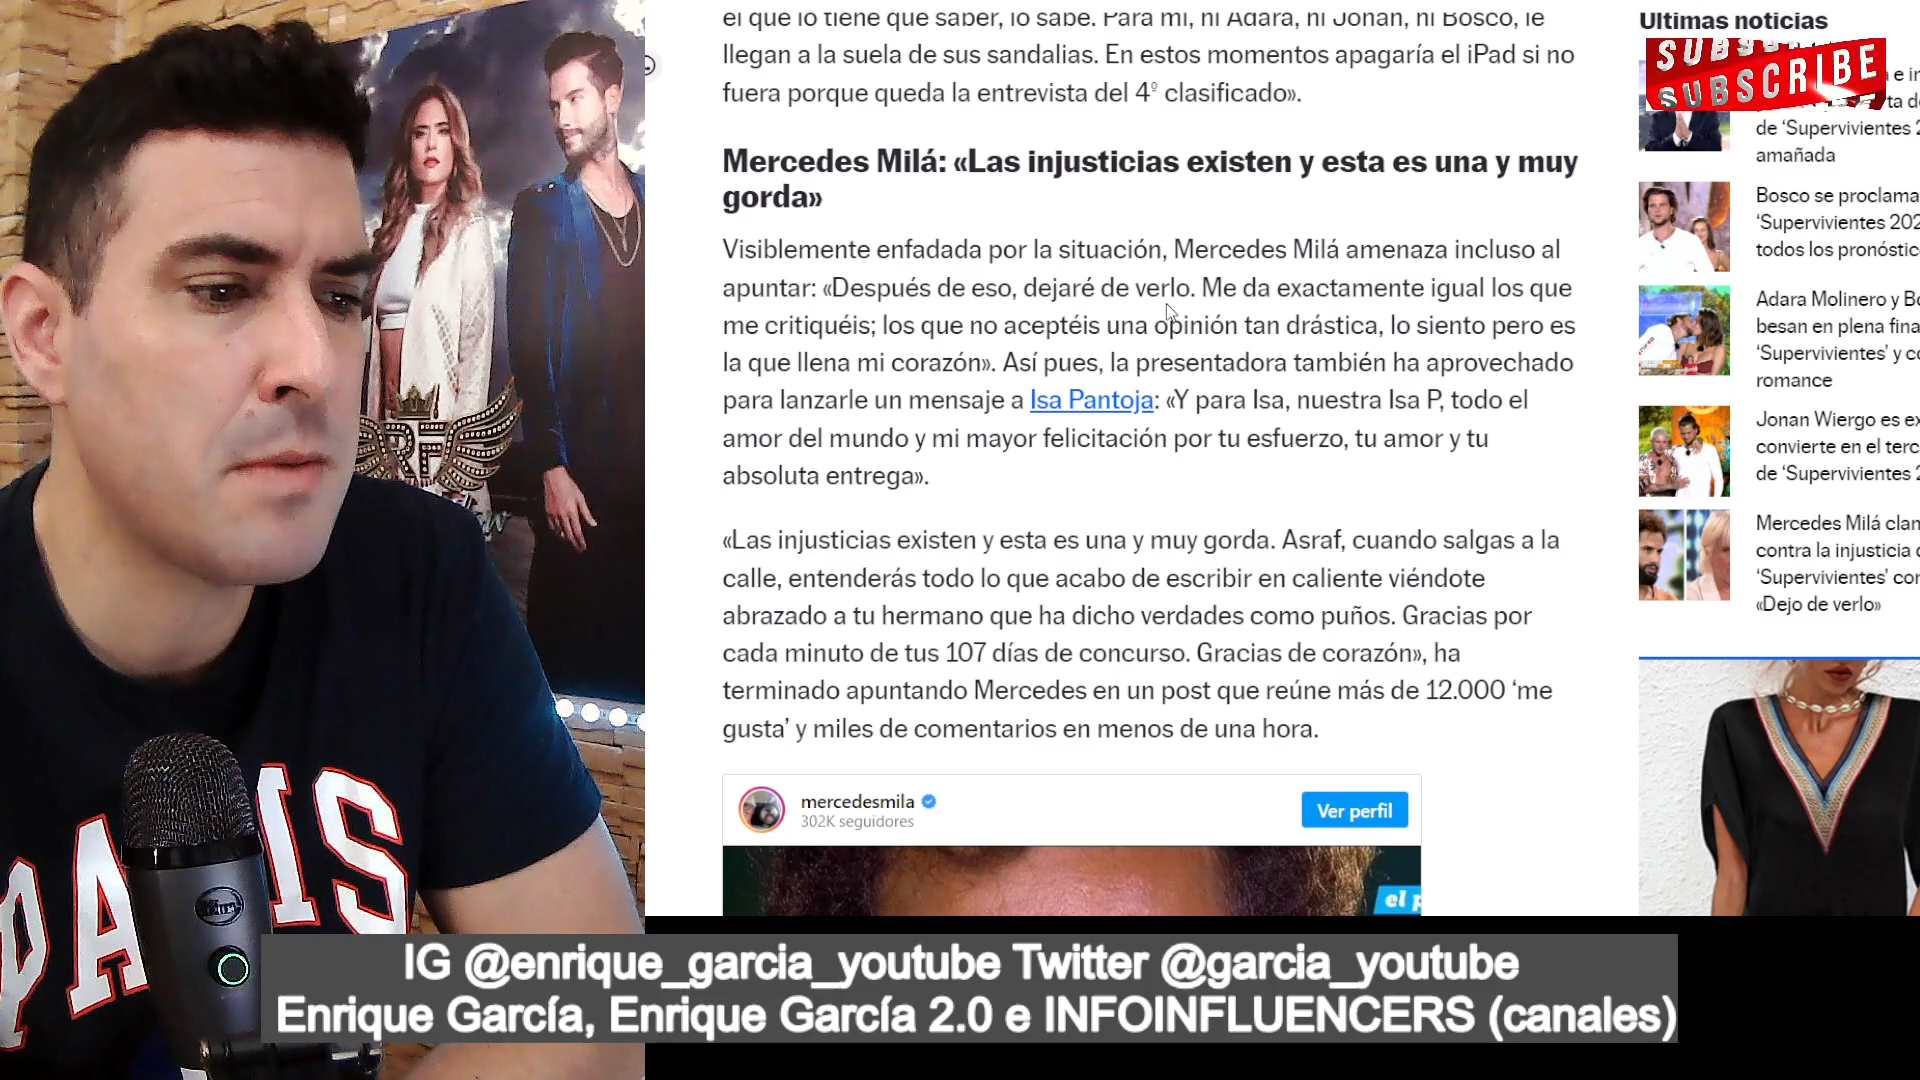 el que lo tiene que saber, lo sabe. Para mí, ni Adara, ni Jonan, ni Bosco, le
llegan a la suela de sus sandalias. En estos momentos apagaría el iPad si no
fuera porque queda la entrevista del 4º clasificado».
Mercedes Milá: «Las injusticias existen y esta es una y muy
gorda»
Visiblemente enfadada por la situación, Mercedes Milá amenaza incluso al
apuntar: «Después de eso, dejaré de verlo. Me da exactamente igual los que
me critiquéis; los que no aceptéis una opinión tan drástica, lo siento pero es
la que llena mi corazón». Así pues, la presentadora también ha aprovechado
para lanzarle un mensaje a Isa Pantoja: «Y para Isa, nuestra Isa P, todo el
amor del mundo y mi mayor felicitación por tu esfuerzo, tu amor y tu
absoluta entrega».
«Las injusticias existen y esta es una y muy gorda. Asraf, cuando salgas a la
calle, entenderás todo lo que acabo de escribir en caliente viéndote
abrazado a tu hermano que ha dicho verdades como puños. Gracias por
cada minuto de tus 107 días de concurso. Gracias de corazón», ha
terminado apuntando Mercedes en un post que reúne más de 12.000 ‘me
gusta’ y miles de comentarios en menos de una hora.
mercedesmila
302K seguidores
Ver perfil
el p
Últimas noticias
SUBSCRIBE
de ‘Supervivientes 2
amañada
Bosco se proclama
‘Supervivientes 202
todos los pronóstic
Adara Molinero y Bo
besan en plena fina
‘Supervivientes’ y co
romance
Jonan Wiergo es ex
convierte en el terc
de ‘Supervivientes 2
Mercedes Milá clam
contra la injusticia d
‘Supervivientes’ con
«Dejo de verlo»
RF
PARIS
IG @enrique_garcia_youtube Twitter @garcia_youtube
Enrique García, Enrique García 2.0 e INFOINFLUENCERS (canales)